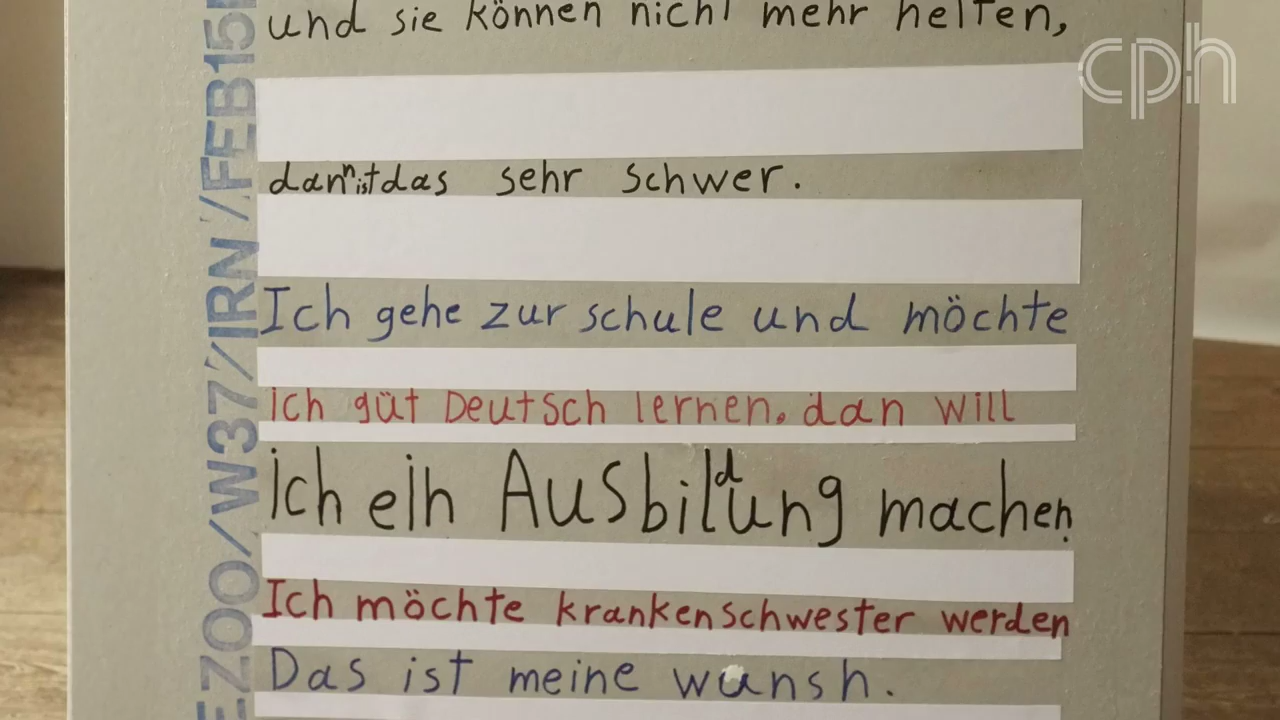 und sie können nicht mehr helfen,
dann ist das sehr schwer.
Ich gehe zur schule und möchte
ich güt Deutsch lernen. dan will
ich ein Ausbildung machen.
Ich möchte krankenschwester werden
Das ist meine wunsh.
EZOO/W37/IRN/FEB15
cph